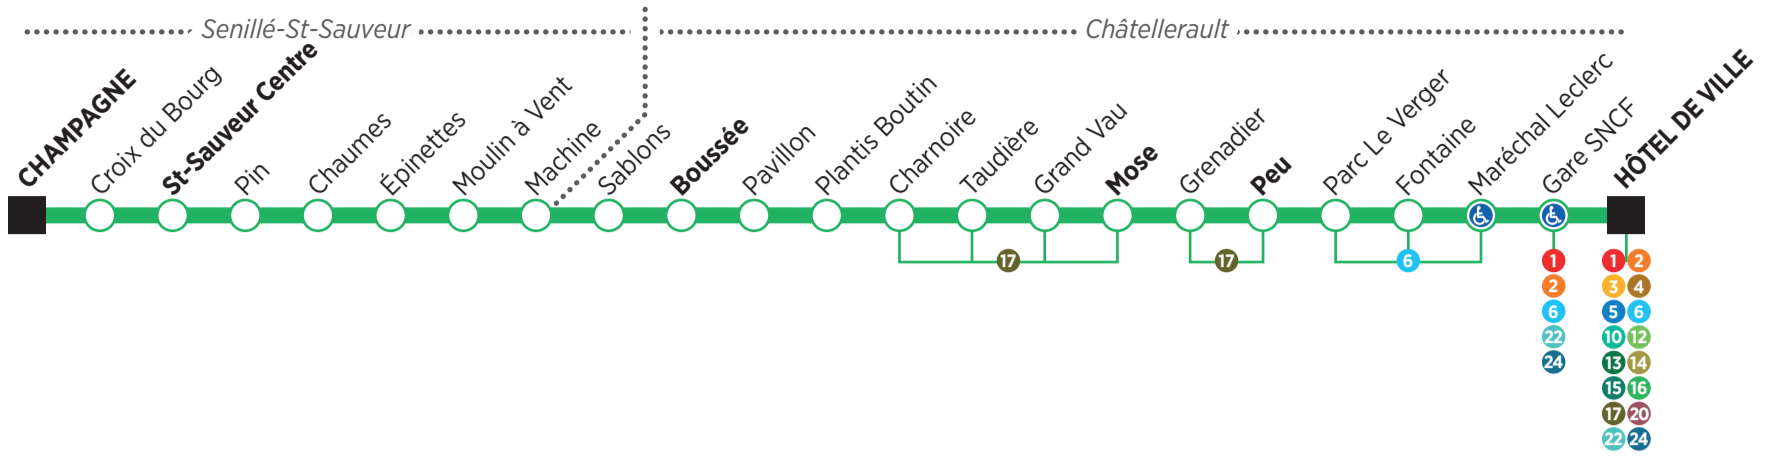 Senillé-St-Sauveur
Châtellerault
CHAMPAGNE
Croix du Bourg
St-Sauveur Centre
Pin
Chaumes
Épinettes
Moulin à Vent
Machine
Sablons
Boussée
Pavillon
Plantis Boutin
Charnoire
Taudière
Grand Vau
Mose
Grenadier
Peu
Parc Le Verger
Fontaine
Maréchal Leclerc
Gare SNCF
HÔTEL DE VILLE
17
17
6
1
2
6
22
24
1 2
3 4
5 6
10 12
13 14
15 16
17 20
22 24